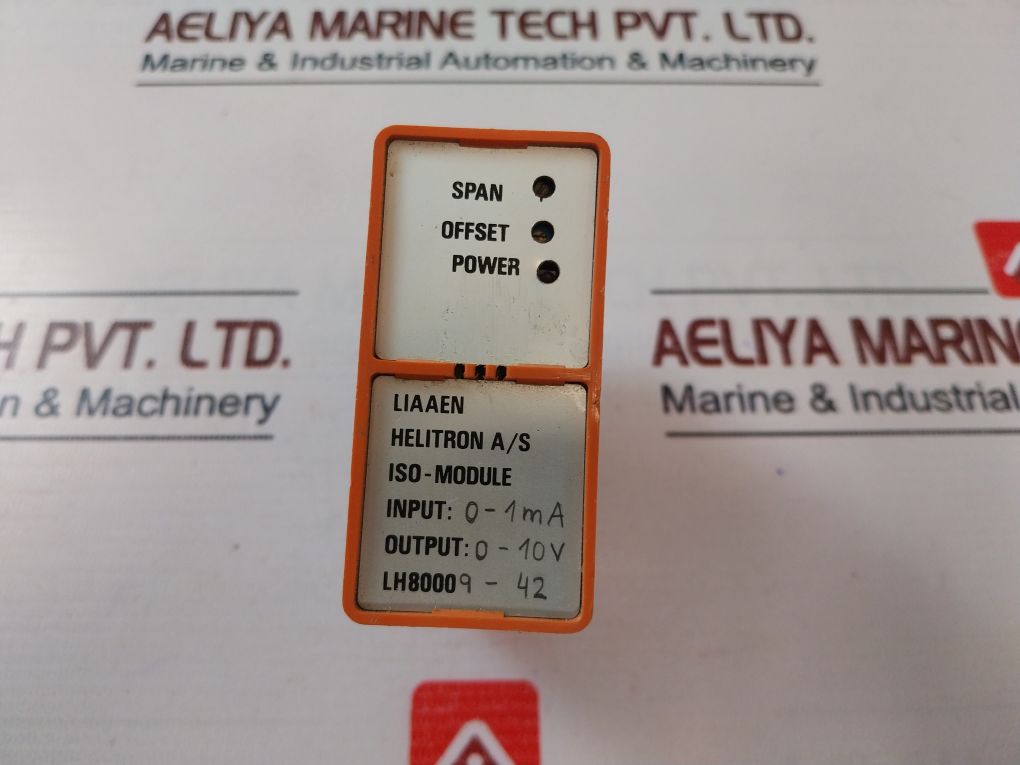 AELIYA MARINE TECH PVT. LTD.
Marine & Industrial Automation & Machinery
SPAN
OFFSET
POWER
H PVT. LTD.
n & Machinery
AELIYA MARIN
Marine & Industrial
LIAAEN
HELITRON A/S
ISO-MODULE
INPUT: 0-1mA
OUTPUT: 0-10V
LH80009-42